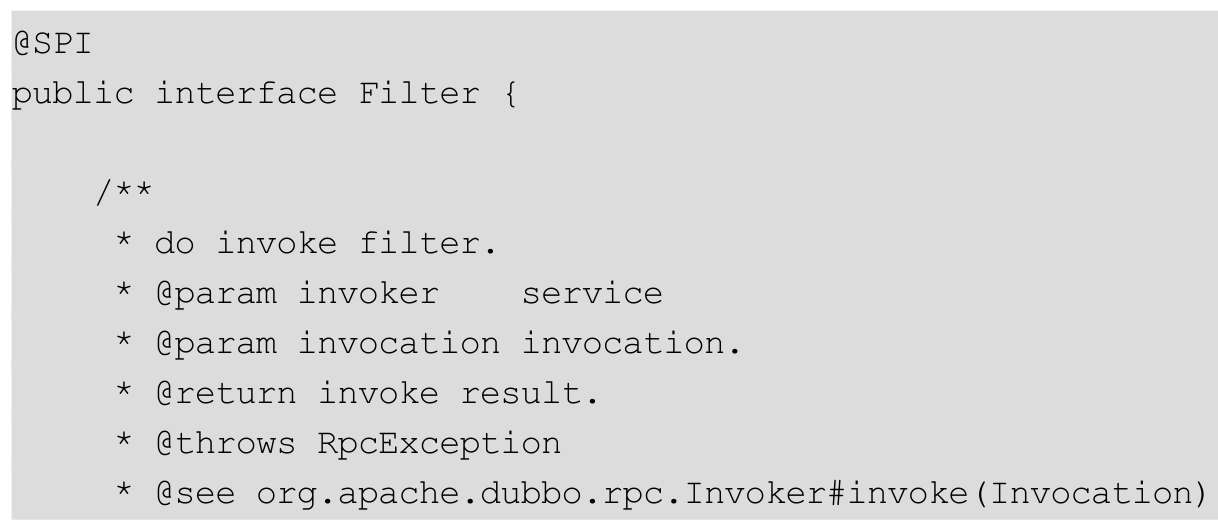 @SPI
public interface Filter {
    /**
     * do invoke filter.
     * @param invoker    service
     * @param invocation invocation.
     * @return invoke result.
     * @throws RpcException
     * @see org.apache.dubbo.rpc.Invoker#invoke(Invocation)